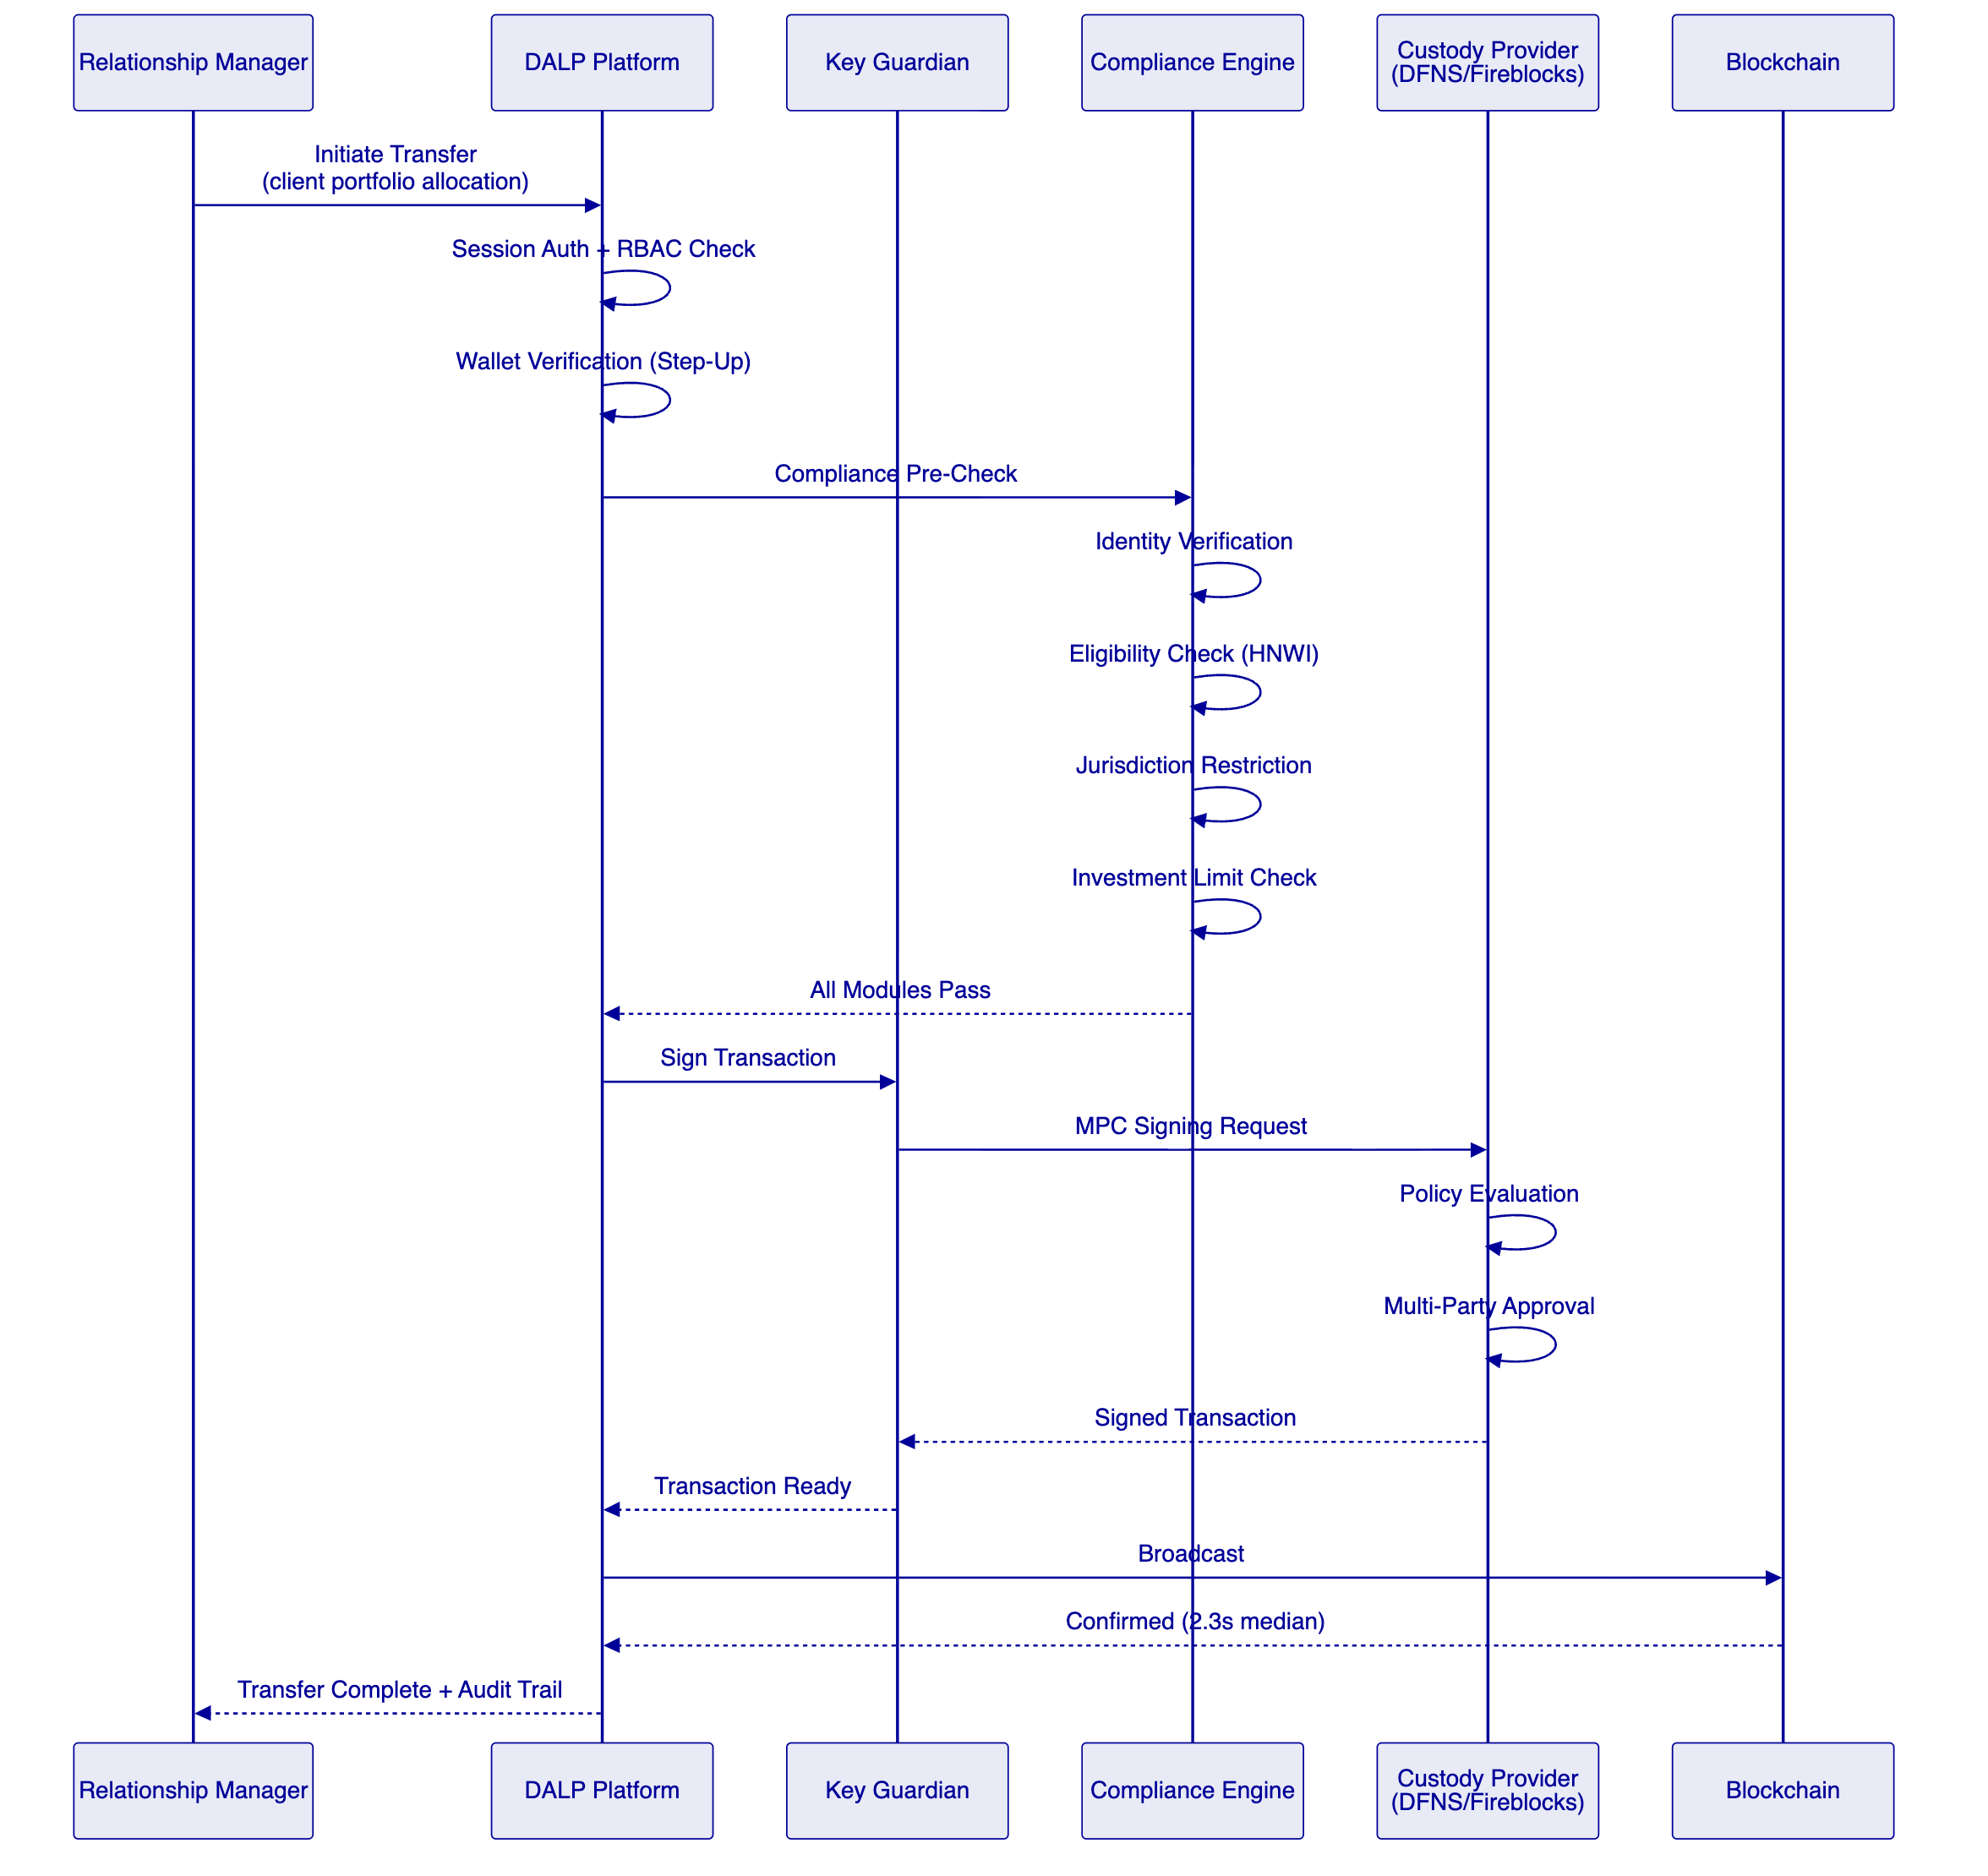 Relationship Manager
DALP Platform
Key Guardian
Compliance Engine
Custody Provider
(DFNS/Fireblocks)
Blockchain
Initiate Transfer
(client portfolio allocation)
Session Auth + RBAC Check
Wallet Verification (Step-Up)
Compliance Pre-Check
Identity Verification
Eligibility Check (HNWI)
Jurisdiction Restriction
Investment Limit Check
All Modules Pass
Sign Transaction
MPC Signing Request
Policy Evaluation
Multi-Party Approval
Signed Transaction
Transaction Ready
Broadcast
Confirmed (2.3s median)
Transfer Complete + Audit Trail
Relationship Manager
DALP Platform
Key Guardian
Compliance Engine
Custody Provider
(DFNS/Fireblocks)
Blockchain